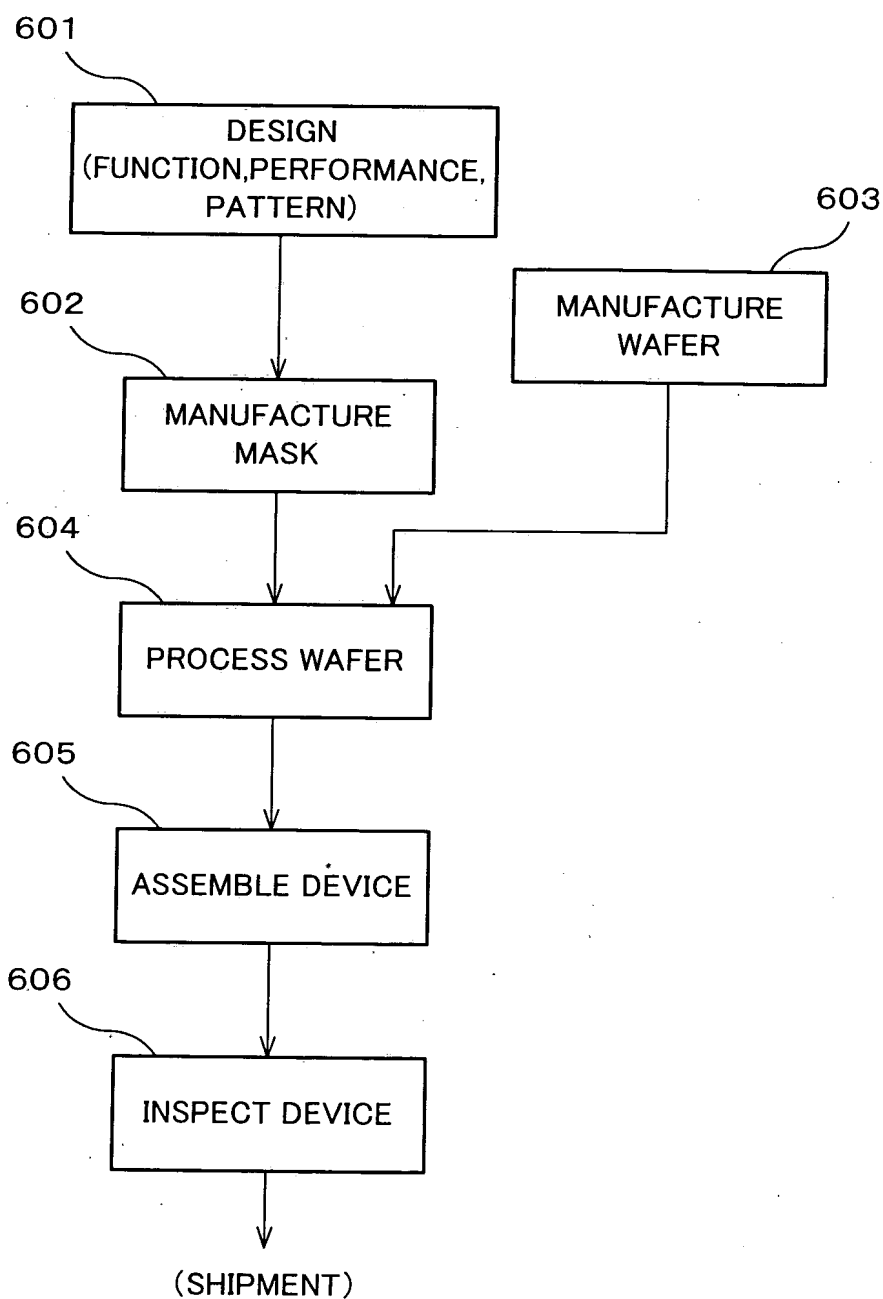 601
DESIGN
(FUNCTION,PERFORMANCE,
PATTERN)
603
MANUFACTURE
WAFER
602
MANUFACTURE
MASK
604
PROCESS WAFER
605
ASSEMBLE DEVICE
606
INSPECT DEVICE
(SHIPMENT)